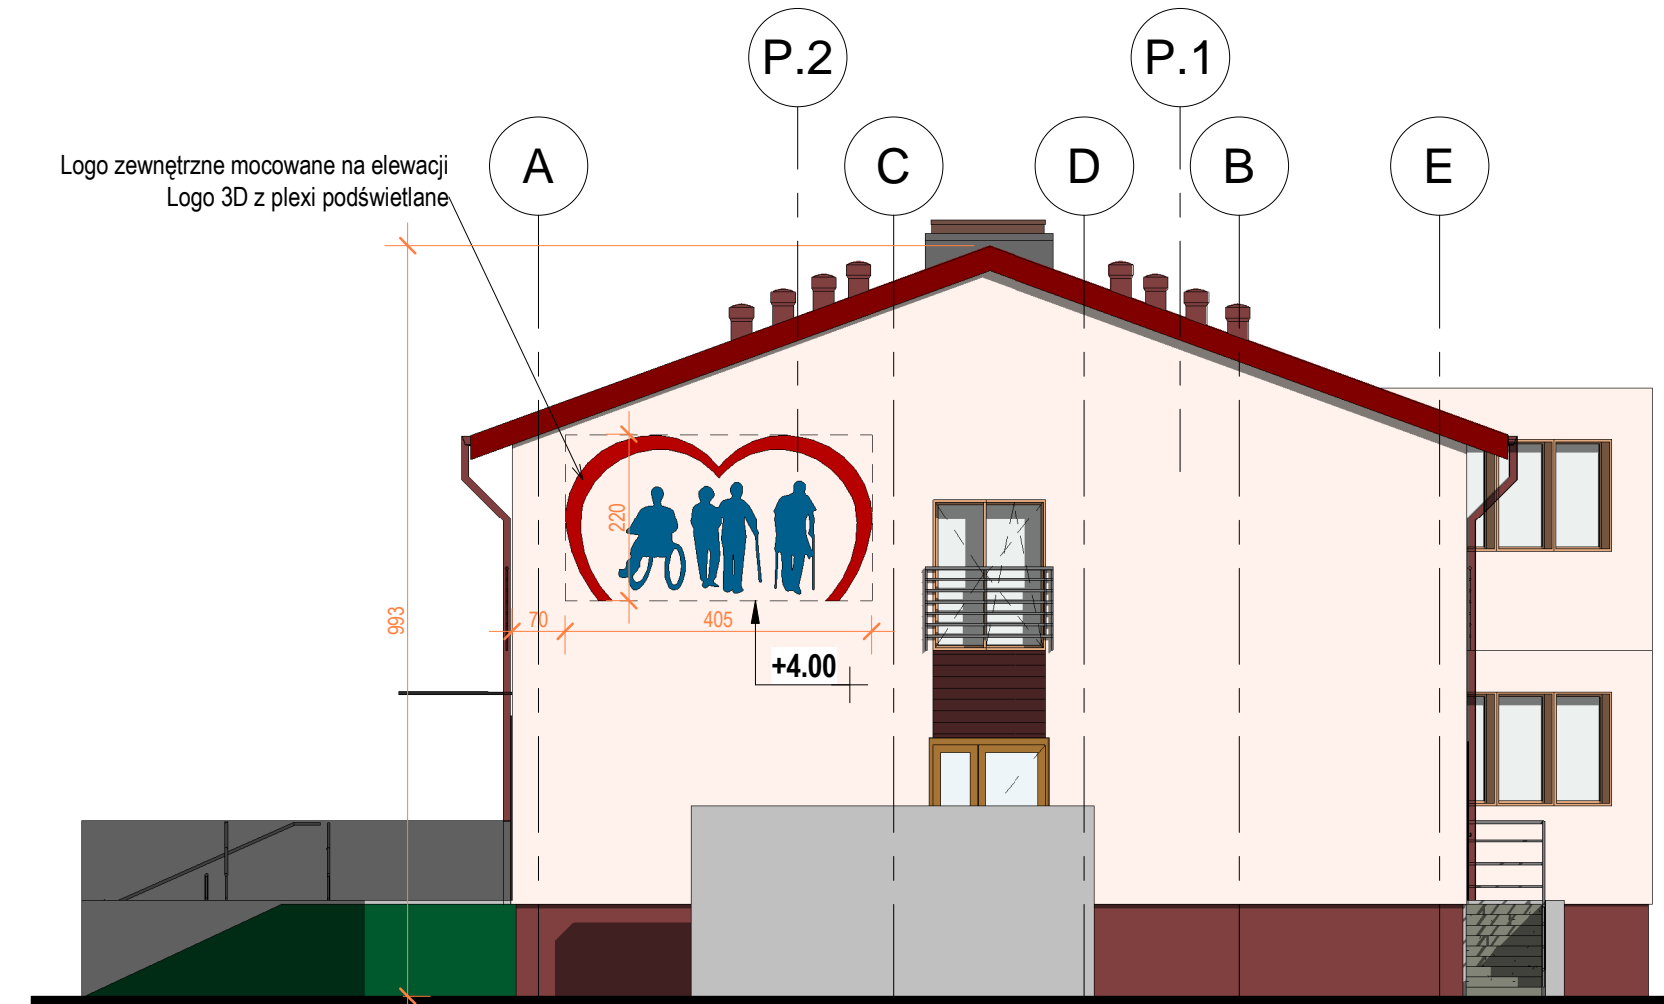 P.2
P.1
A
C
D
B
E
Logo zewnętrzne mocowane na elewacji
Logo 3D z plexi podświetlane
220
993
70
405
+4.00